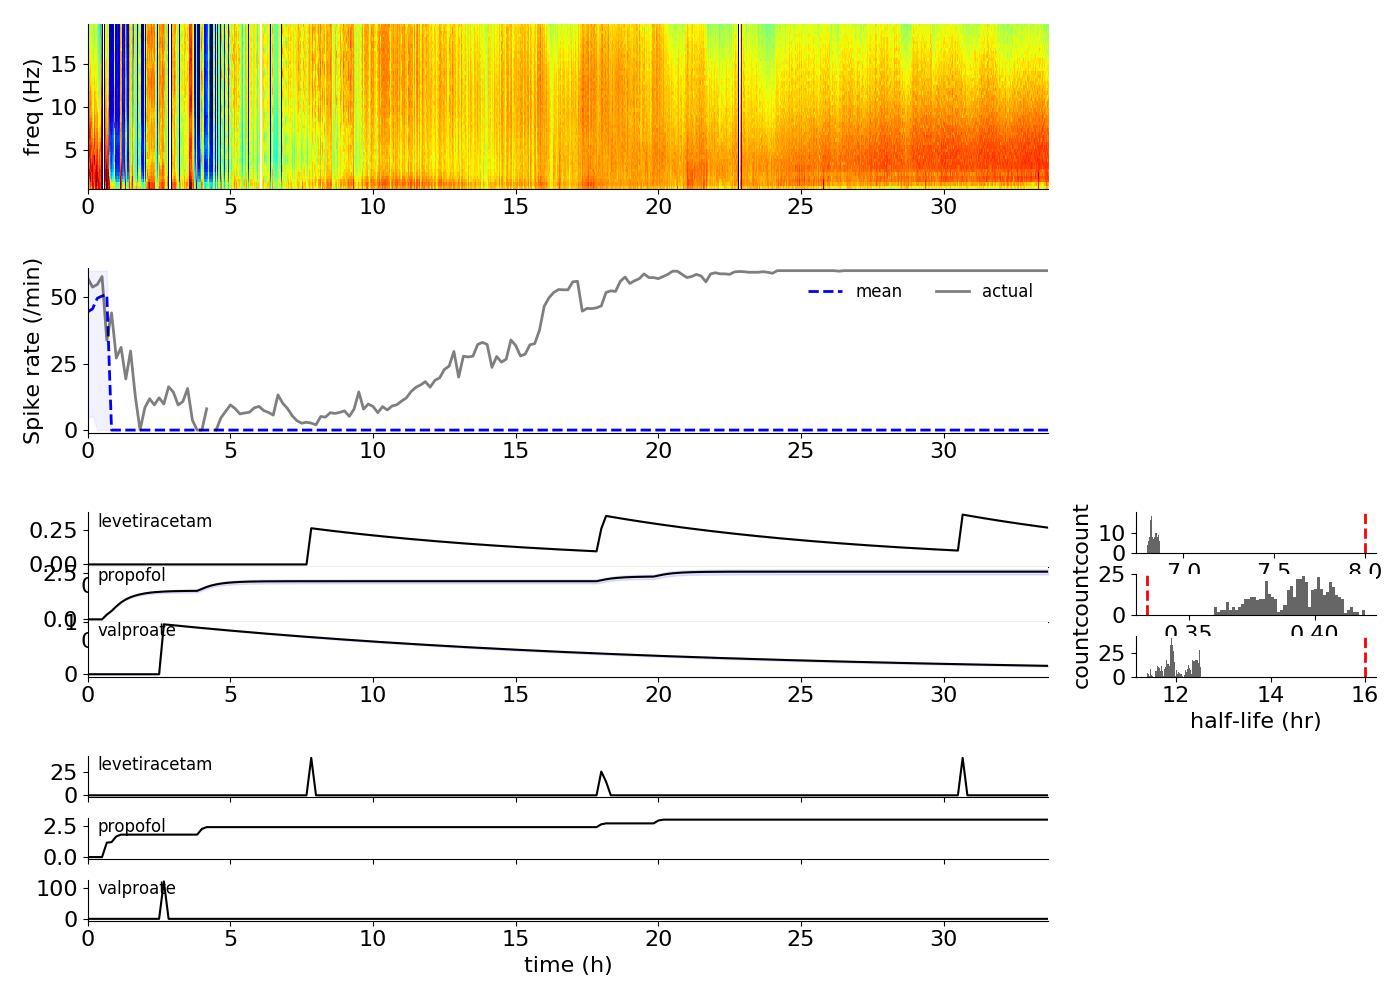 freq (Hz)
15
10
5
0 5 10 15 20 25 30
Spike rate (/min)
50
25
0
mean actual
0 5 10 15 20 25 30
levetiracetam
0.25
0.00
propofol
2.5
0.0
valproate
1
0
0 5 10 15 20 25 30
count
10
0
7.0 7.5 8.0
count
25
0
0.35 0.40
count
25
0
12 14 16
half-life (hr)
levetiracetam
25
0
propofol
2.5
0.0
valproate
100
0
0 5 10 15 20 25 30
time (h)